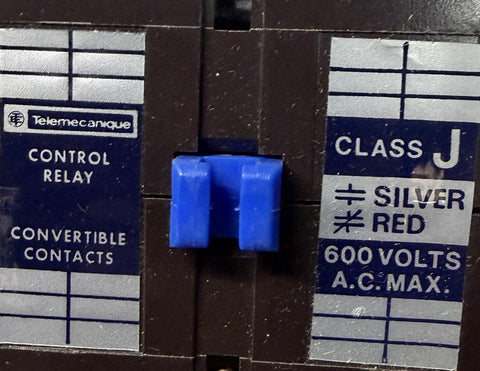 Telemecanique
CONTROL
RELAY
CONVERTIBLE
CONTACTS
CLASS J
SILVER
RED
600 VOLTS
A.C. MAX.